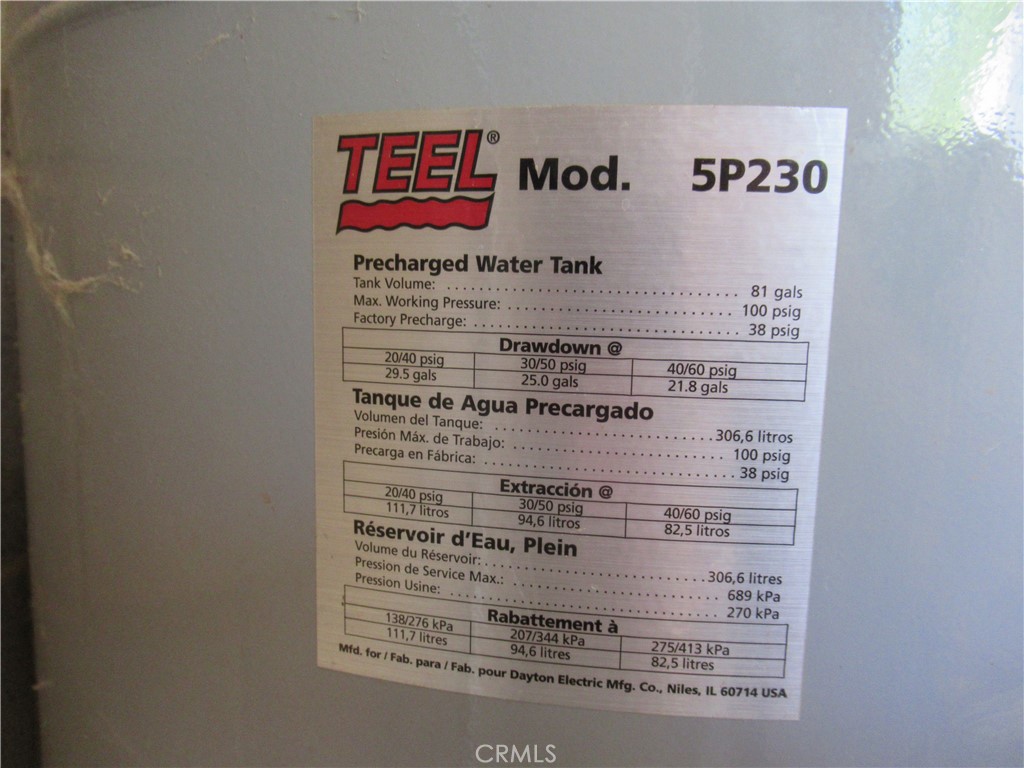 TEEL® Mod. 5P230
Precharged Water Tank
Tank Volume: . . . . . . . . . . . . . . . . . . . . . . . . . . . . . . . . . . . 81 gals
Max. Working Pressure: . . . . . . . . . . . . . . . . . . . . . . . . . . . 100 psig
Factory Precharge: . . . . . . . . . . . . . . . . . . . . . . . . . . . . . . . . 38 psig
Drawdown @
20/40 psig 30/50 psig 40/60 psig
29.5 gals 25.0 gals 21.8 gals
Tanque de Agua Precargado
Volumen del Tanque: . . . . . . . . . . . . . . . . . . . . . . . . . . 306,6 litros
Presión Máx. de Trabajo: . . . . . . . . . . . . . . . . . . . . . . . . . 100 psig
Precarga en Fábrica: . . . . . . . . . . . . . . . . . . . . . . . . . . . . . . 38 psig
Extracción @
20/40 psig 30/50 psig 40/60 psig
111,7 litros 94,6 litros 82,5 litros
Réservoir d'Eau, Plein
Volume du Réservoir: . . . . . . . . . . . . . . . . . . . . . . . . . . 306,6 litres
Pression de Service Max.: . . . . . . . . . . . . . . . . . . . . . . . . . 689 kPa
Pression Usine: . . . . . . . . . . . . . . . . . . . . . . . . . . . . . . . . . 270 kPa
Rabattement à
138/276 kPa 207/344 kPa 275/413 kPa
111,7 litres 94,6 litres 82,5 litres
Mfd. for / Fab. para / Fab. pour Dayton Electric Mfg. Co., Niles, IL 60714 USA
CRMLS